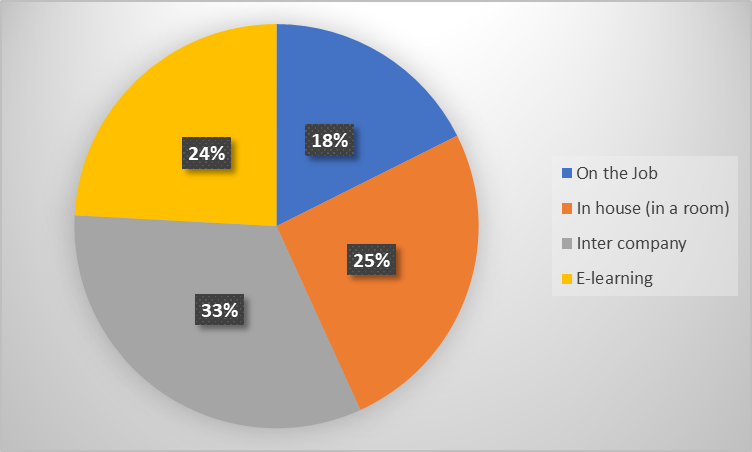 18%
25%
33%
24%
On the Job
In house (in a room)
Inter company
E-learning